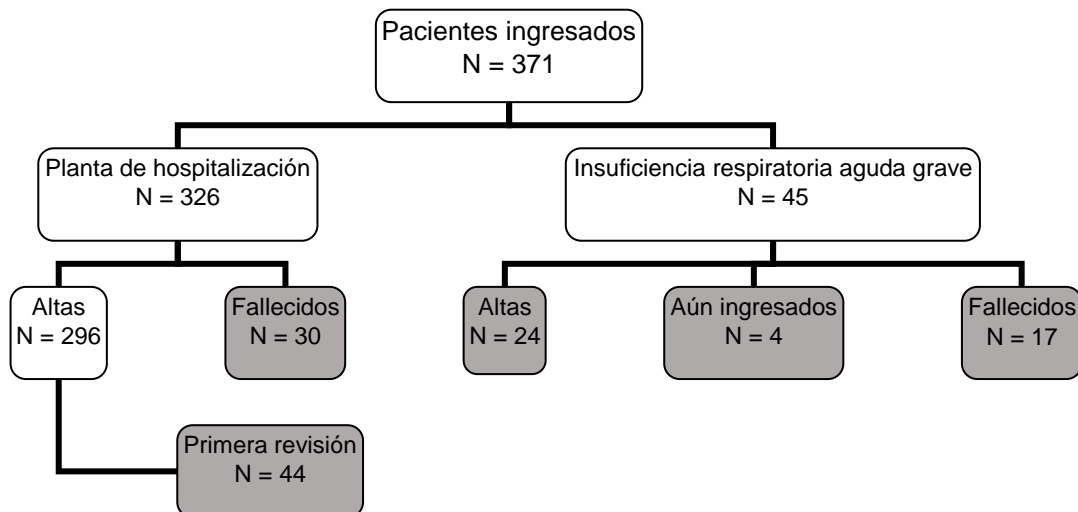 Pacientes ingresados
N = 371
Planta de hospitalización
N = 326
Insuficiencia respiratoria aguda grave
N = 45
Altas
N = 296
Fallecidos
N = 30
Altas
N = 24
Aún ingresados
N = 4
Fallecidos
N = 17
Primera revisión
N = 44